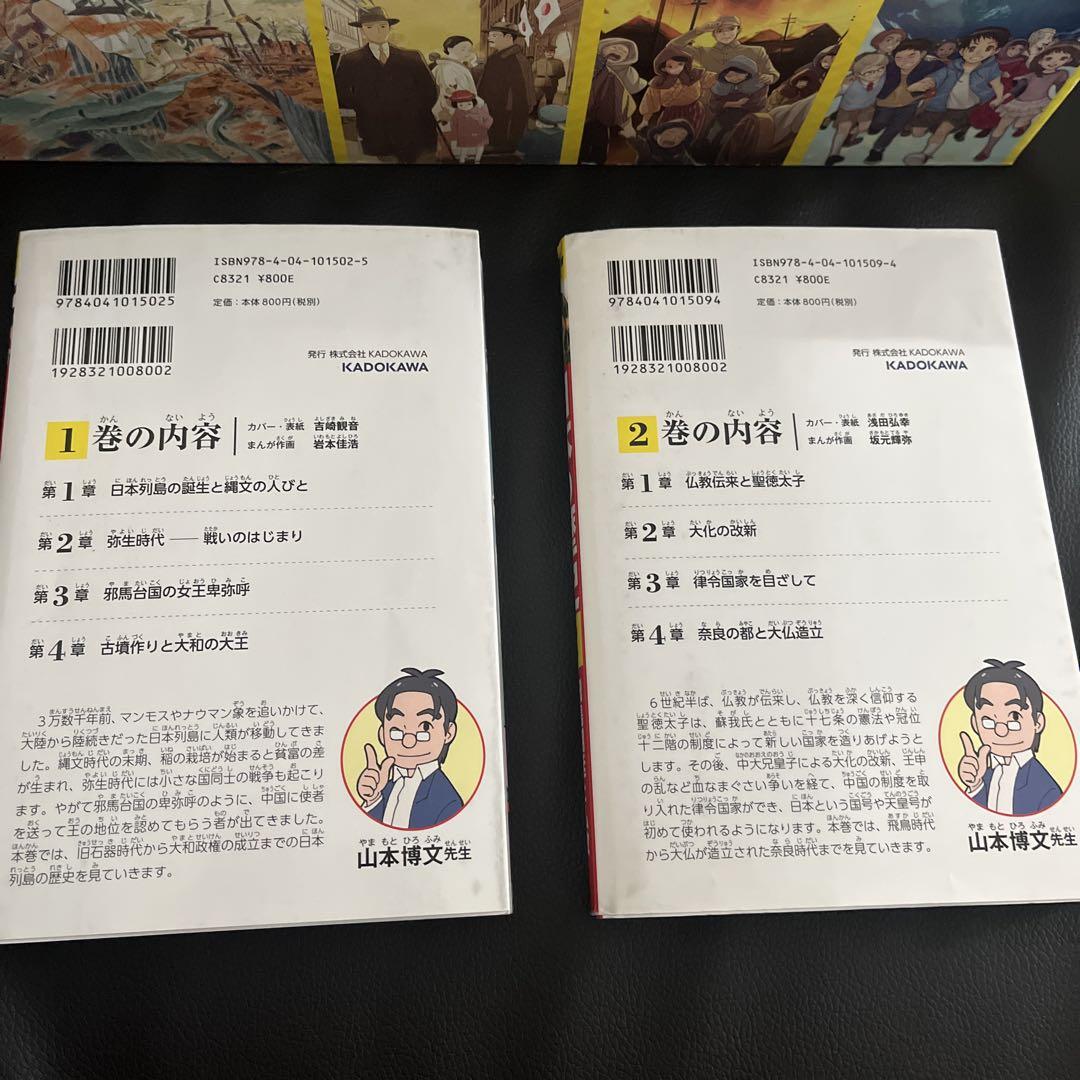 ISBN978-4-04-101502-5
C8321 ¥800E
9784041015025
定価：本体800円(税別)
1928321008002
発行 株式会社KADOKAWA
KADOKAWA
1 巻の内容
カバー・表紙 吉崎観音
まんが作画 岩本佳浩
第1章 日本列島の誕生と縄文の人びと
第2章 弥生時代──戦いのはじまり
第3章 邪馬台国の女王卑弥呼
第4章 古墳作りと大和の大王
3万数千年前、マンモスやナウマン象を追いかけて、
大陸から陸続きだった日本列島に人類が移動してきま
した。縄文時代の末期、稲の栽培が始まると貧富の差
が生まれ、弥生時代には小さな国同士の戦争も起こり
ます。やがて邪馬台国の卑弥呼のように、中国に使者
を送って王の地位を認めてもらう者が出てきました。
本巻では、旧石器時代から大和政権の成立までの日本
列島の歴史を見ていきます。
山本博文先生
ISBN978-4-04-101509-4
C8321 ¥800E
9784041015094
定価：本体800円(税別)
1928321008002
発行 株式会社KADOKAWA
KADOKAWA
2 巻の内容
カバー・表紙 浅田弘幸
まんが作画 坂元輝弥
第1章 仏教伝来と聖徳太子
第2章 大化の改新
第3章 律令国家を目ざして
第4章 奈良の都と大仏造立
6世紀半ば、仏教が伝来し、仏教を深く信仰する
聖徳太子は、蘇我氏とともに十七条の憲法や冠位
十二階の制度によって新しい国家を造りあげようと
します。その後、中大兄皇子による大化の改新、壬申
の乱など血なまぐさい争いを経て、中国の制度を取
り入れた律令国家ができ、日本という国号や天皇号が
初めて使われるようになります。本巻では、飛鳥時代
から大仏が造立された奈良時代までを見ていきます。
山本博文先生